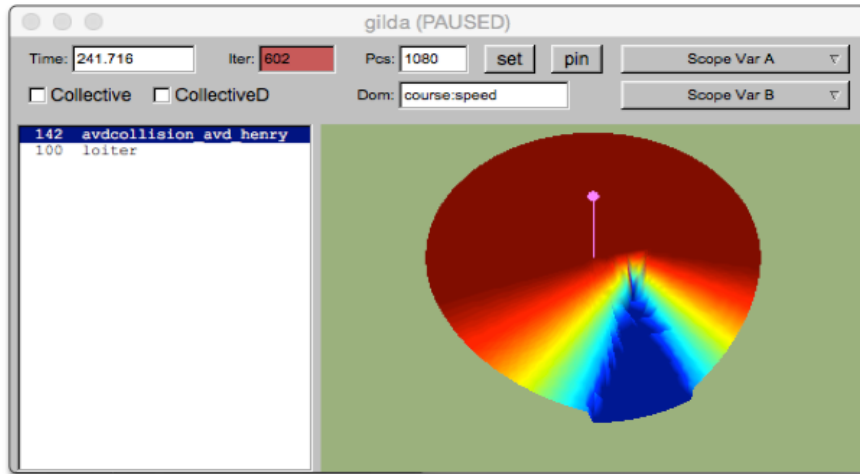 gilda (PAUSED)
Time: 241.716 Iter: 602 Pcs: 1080 set pin Scope Var A
Collective CollectiveD Dom: course:speed Scope Var B
142 avdcollision_avd_henry
100 loiter